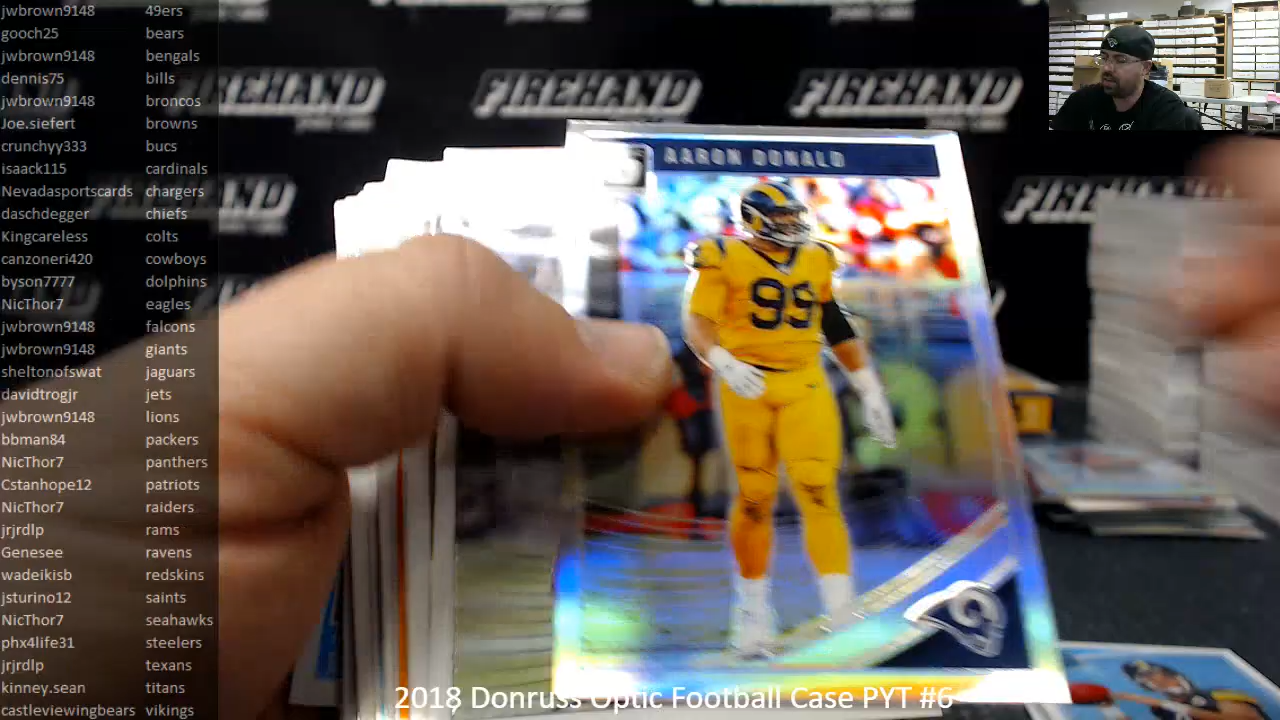 jwbrown9148 49ers
gooch25 bears
jwbrown9148 bengals
dennis75 bills
jwbrown9148 broncos
Joe.siefert browns
crunchyy333 bucs
isaack115 cardinals
Nevadasportscards chargers
daschdegger chiefs
Kingcareless colts
canzoneri420 cowboys
byson7777 dolphins
NicThor7 eagles
jwbrown9148 falcons
jwbrown9148 giants
sheltonofswat jaguars
davidtrogjr jets
jwbrown9148 lions
bbman84 packers
NicThor7 panthers
Cstanhope12 patriots
NicThor7 raiders
jrjrdlp rams
Genesee ravens
wadeikisb redskins
jsturino12 saints
NicThor7 seahawks
phx4life31 steelers
jrjrdlp texans
kinney.sean titans
castleviewingbears vikings
FIREHAND
FIREHAND
FIREHAND
AARON DONALD
99
2018 Donruss Optic Football Case PYT #6